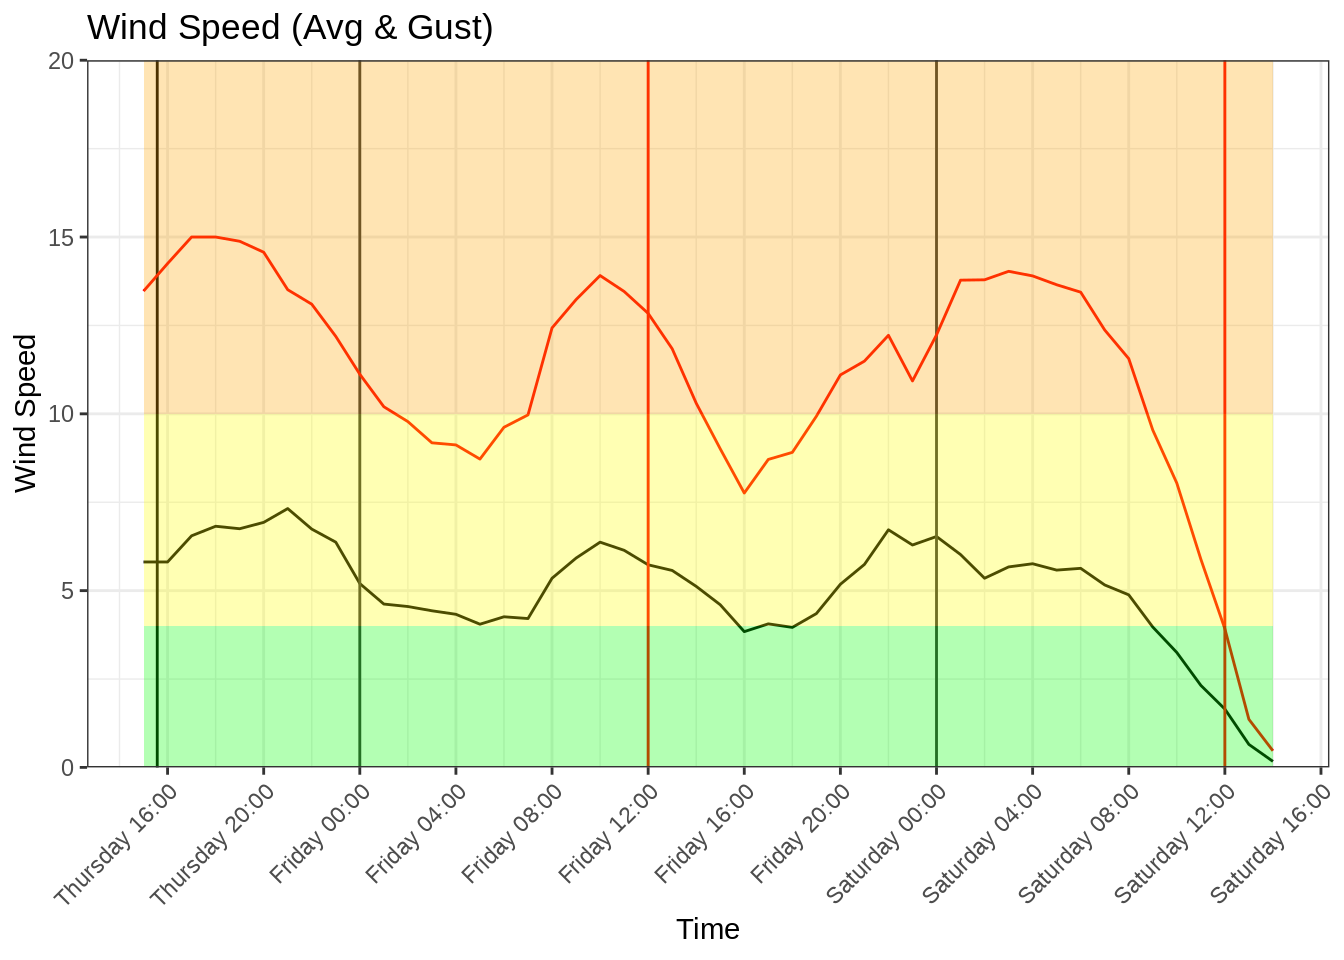 Wind Speed (Avg & Gust)
20
15
10
5
0
Wind Speed
Thursday 16:00
Thursday 20:00
Friday 00:00
Friday 04:00
Friday 08:00
Friday 12:00
Friday 16:00
Friday 20:00
Saturday 00:00
Saturday 04:00
Saturday 08:00
Saturday 12:00
Saturday 16:00
Time